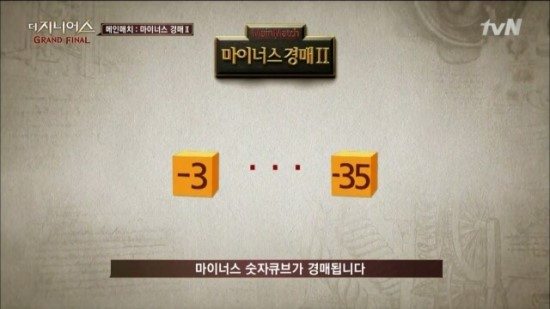 더 지니어스
GRAND FINAL
메인매치 : 마이너스 경매 Ⅱ
tvN
Main Match
마이너스 경매 Ⅱ
-3 ... -35
마이너스 숫자큐브가 경매됩니다